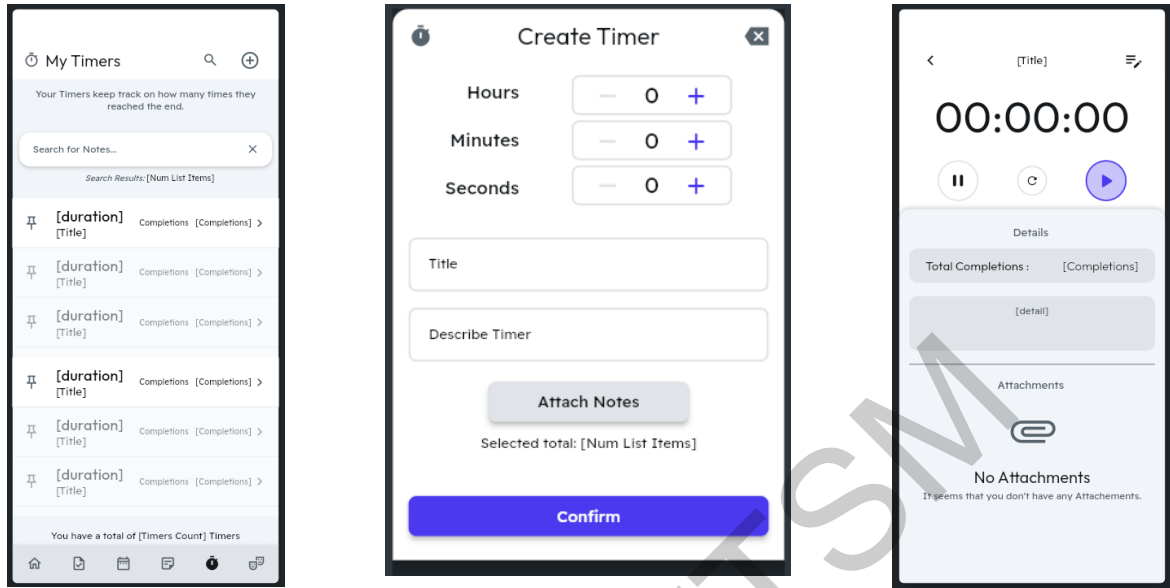 My Timers
Your Timers keep track on how many times they
reached the end.
Search for Notes...
Search Results: [Num List Items]
[duration]
[Title]
Completions [Completions]
[duration]
[Title]
Completions [Completions]
[duration]
[Title]
Completions [Completions]
[duration]
[Title]
Completions [Completions]
[duration]
[Title]
Completions [Completions]
[duration]
[Title]
Completions [Completions]
You have a total of [Timers Count] Timers
Create Timer
Hours
0
Minutes
0
Seconds
0
Title
Describe Timer
Attach Notes
Selected total: [Num List Items]
Confirm
[Title]
00:00:00
Details
Total Completions : [Completions]
[detail]
Attachments
No Attachments
It seems that you don't have any Attachements.
TSM